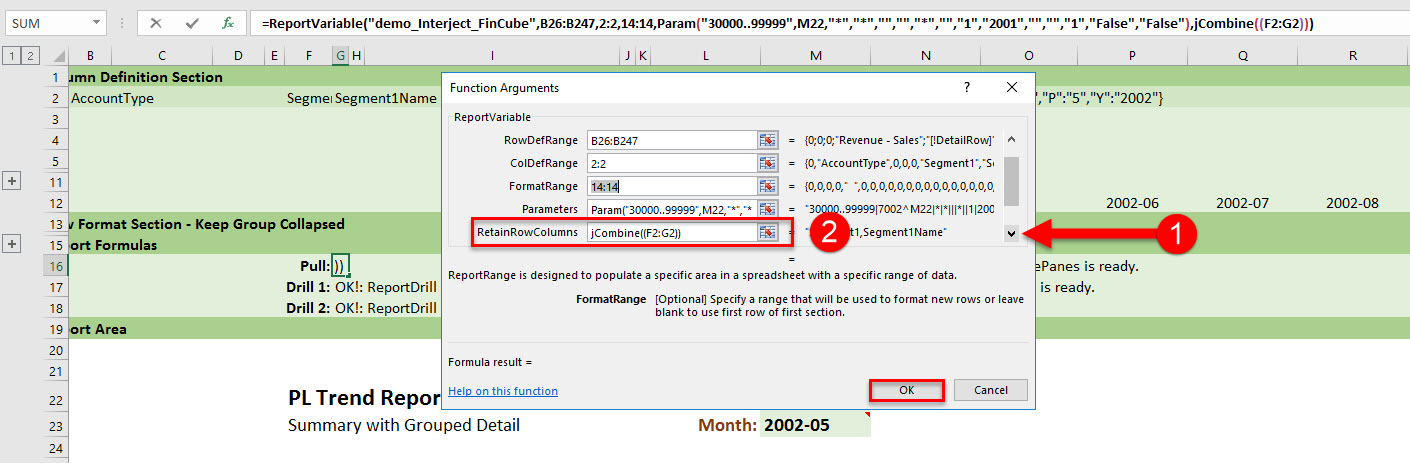 SUM
=ReportVariable("demo_Interject_FinCube",B26:B247,2:2,14:14,Param("30000..99999",M22,"*","*","","","*","","1","2001","","","1","False","False"),jCombine((F2:G2)))
1 2
B C D E F G H I J K L M N O P Q R
1 umn Definition Section
2 AccountType Segme Segment1Name ","P":"5","Y":"2002"}
3
4
5
11
12 2002-06 2002-07 2002-08
13 w Format Section - Keep Group Collapsed
15 ort Formulas
16 Pull: )) ePanes is ready.
17 Drill 1: OK!: ReportDrill is ready.
18 Drill 2: OK!: ReportDrill
19 ort Area
20
21
22 PL Trend Repor
23 Summary with Grouped Detail Month: 2002-05
24
Function Arguments
ReportVariable
RowDefRange B26:B247 = {0;0;0;"Revenue - Sales";"[!DetailRow]"
ColDefRange 2:2 = {0,"AccountType",0,0,0,"Segment1","Se
FormatRange 14:14 = {0,0,0,0," ",0,0,0,0,0,0,0,0,0,0,0,0,0,
Parameters Param("30000..99999",M22,"*","* = "30000..99999|7002^M22|*|*|||*||1|200
RetainRowColumns jCombine((F2:G2)) 2 = t1,Segment1Name" 1
=
ReportRange is designed to populate a specific area in a spreadsheet with a specific range of data.
FormatRange [Optional] Specify a range that will be used to format new rows or leave
blank to use first row of first section.
Formula result =
Help on this function OK Cancel